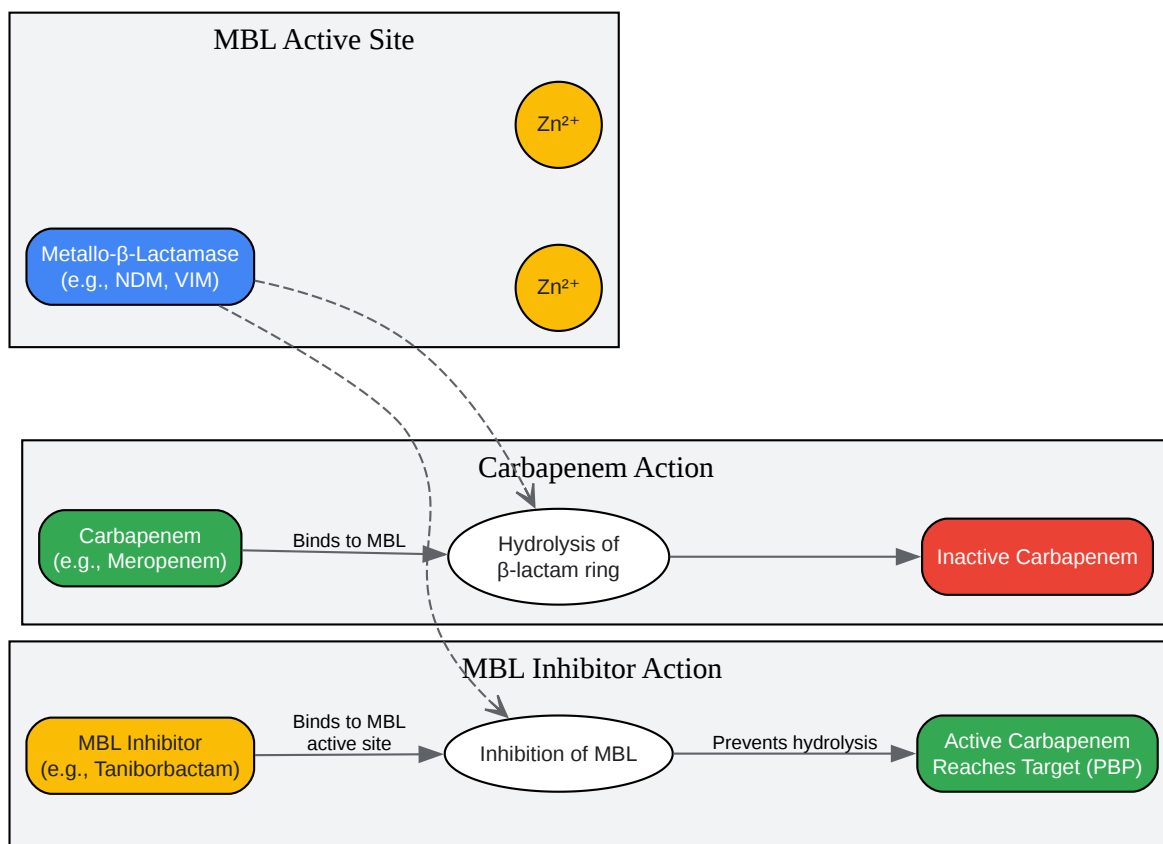 MBL Active Site
Zn²⁺
Metallo-β-Lactamase
(e.g., NDM, VIM)
Zn²⁺
Carbapenem Action
Carbapenem
(e.g., Meropenem)
Binds to MBL
Hydrolysis of
β-lactam ring
Inactive Carbapenem
MBL Inhibitor Action
MBL Inhibitor
(e.g., Taniborbactam)
Binds to MBL
active site
Inhibition of MBL
Prevents hydrolysis
Active Carbapenem
Reaches Target (PBP)